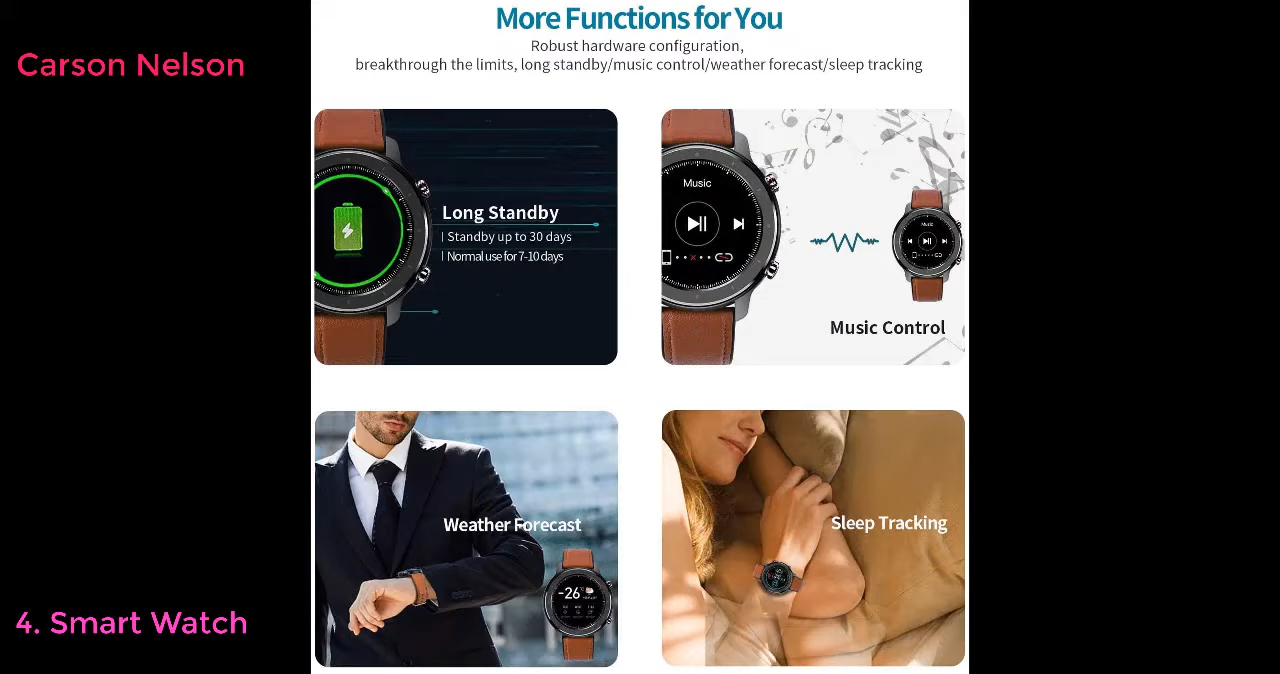 More Functions for You
Carson Nelson
Robust hardware configuration,
breakthrough the limits, long standby/music control/weather forecast/sleep tracking
Long Standby
Standby up to 30 days
Normal use for 7-10 days
Music
Music
Music Control
Weather Forecast
-26°
Sleep Tracking
4. Smart Watch